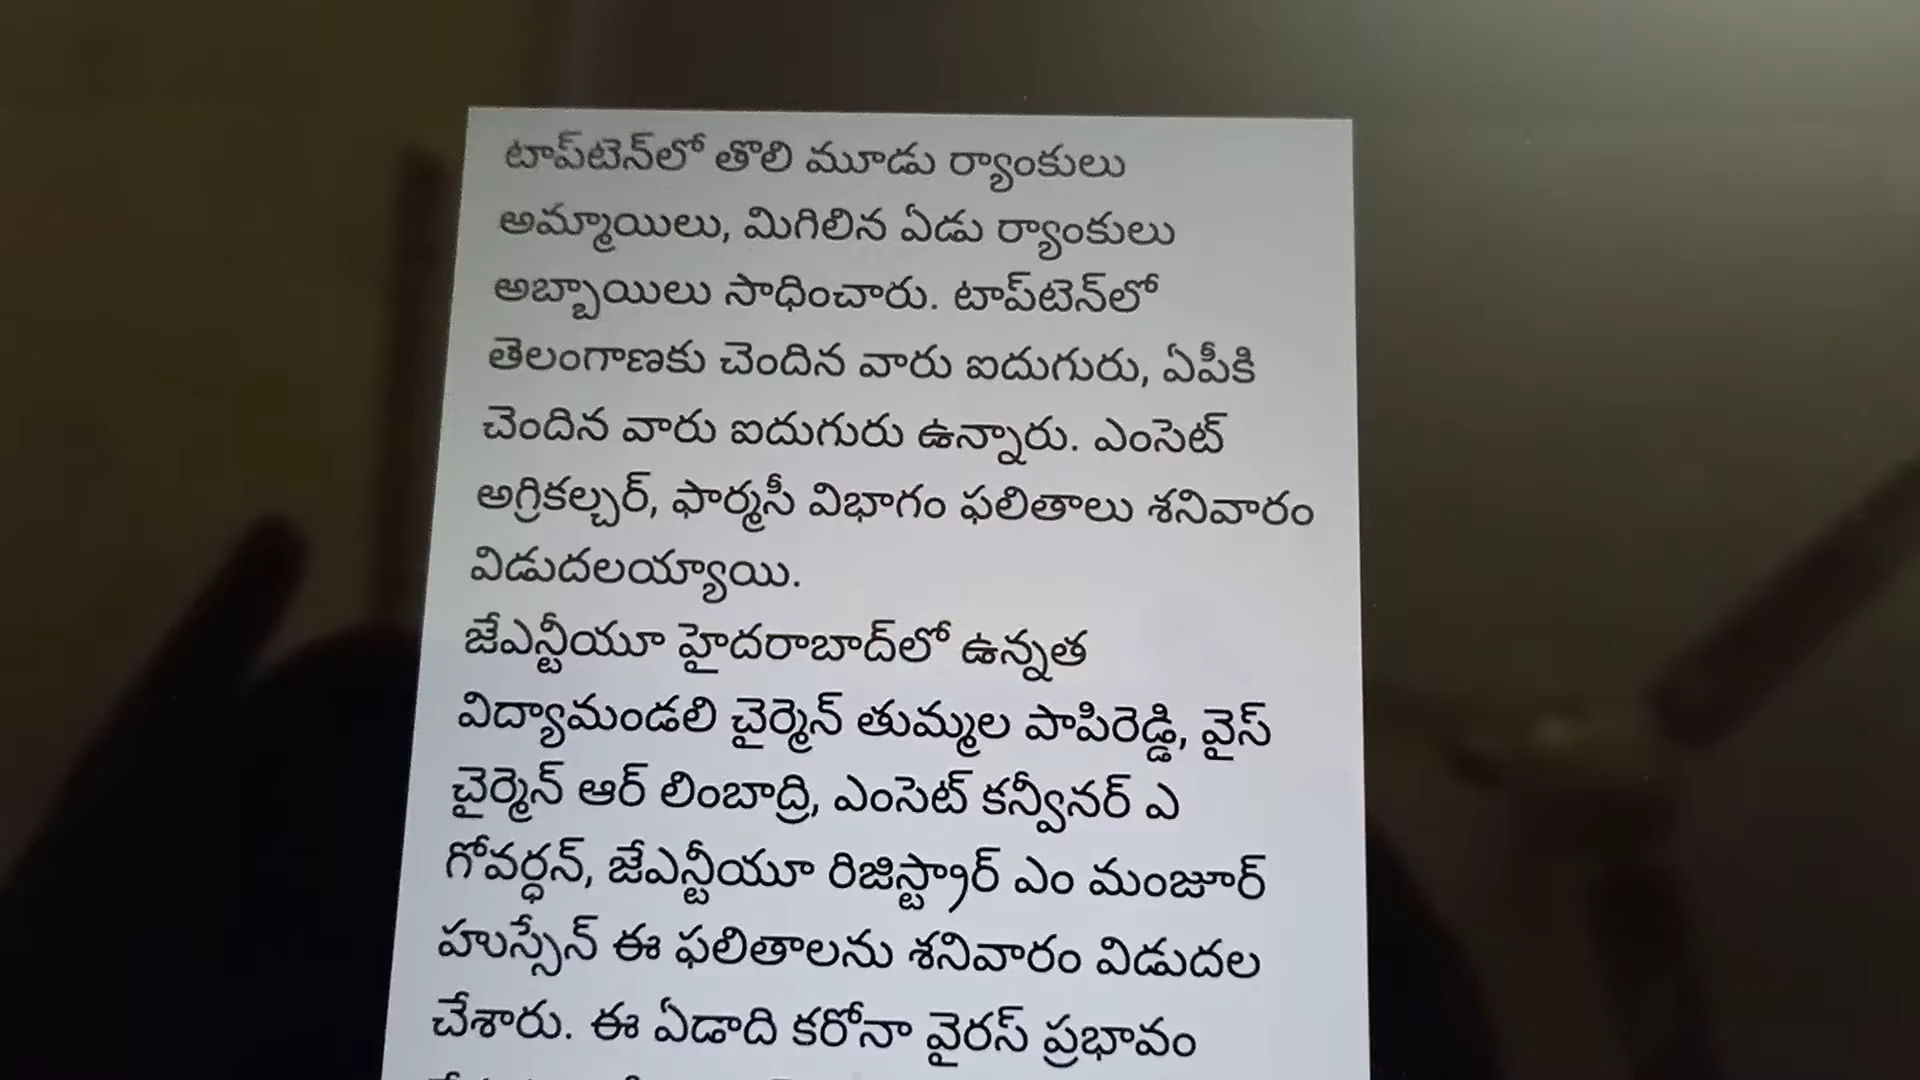 టాప్‌టెన్‌లో తొలి మూడు ర్యాంకులు
అమ్మాయిలు, మిగిలిన ఏడు ర్యాంకులు
అబ్బాయిలు సాధించారు. టాప్‌టెన్‌లో
తెలంగాణకు చెందిన వారు ఐదుగురు, ఏపీకి
చెందిన వారు ఐదుగురు ఉన్నారు. ఎంసెట్
అగ్రికల్చర్, ఫార్మసీ విభాగం ఫలితాలు శనివారం
విడుదలయ్యాయి.
జేఎన్టీయూ హైదరాబాద్‌లో ఉన్నత
విద్యామండలి చైర్మెన్ తుమ్మల పాపిరెడ్డి, వైస్
చైర్మెన్ ఆర్ లింబాద్రి, ఎంసెట్ కన్వీనర్ ఎ
గోవర్ధన్, జేఎన్టీయూ రిజిస్ట్రార్ ఎం మంజూర్
హుస్సేన్ ఈ ఫలితాలను శనివారం విడుదల
చేశారు. ఈ ఏడాది కరోనా వైరస్ ప్రభావం